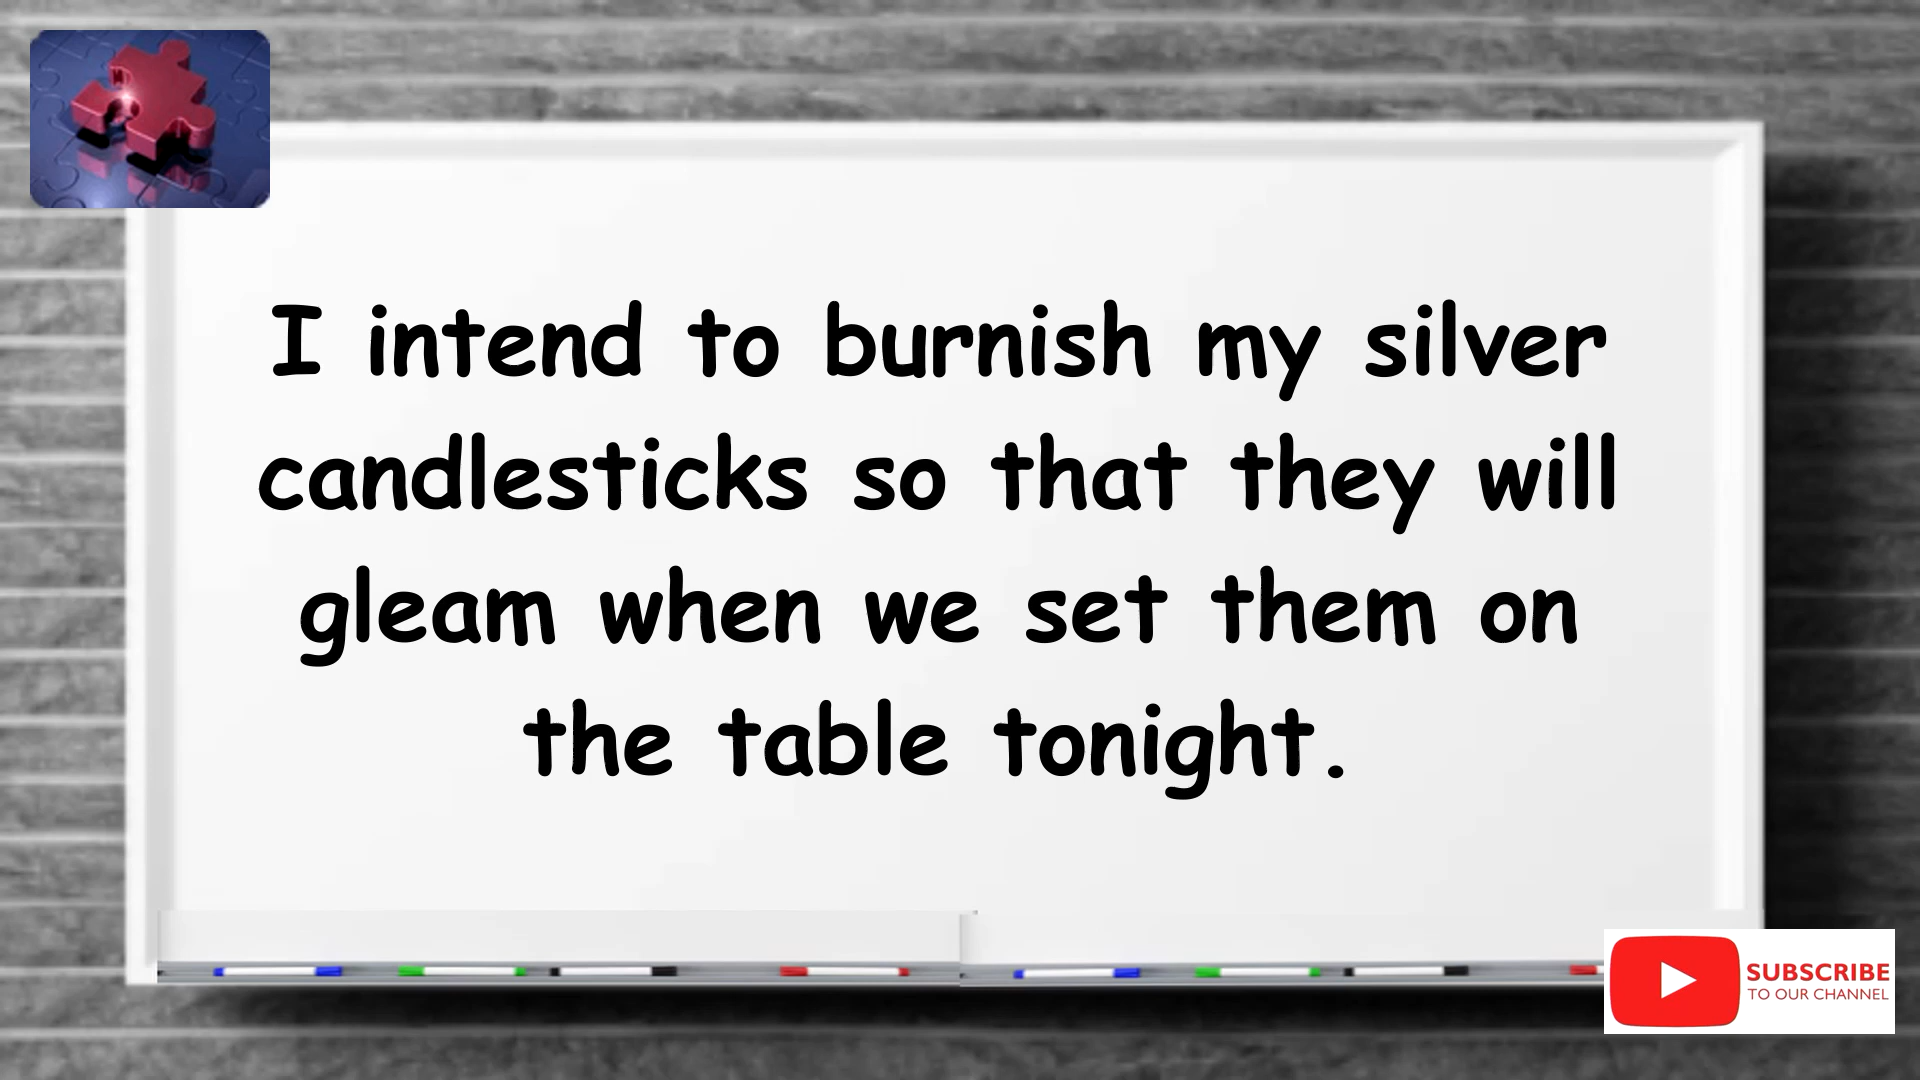 I intend to burnish my silver
candlesticks so that they will
gleam when we set them on
the table tonight.
SUBSCRIBE
TO OUR CHANNEL